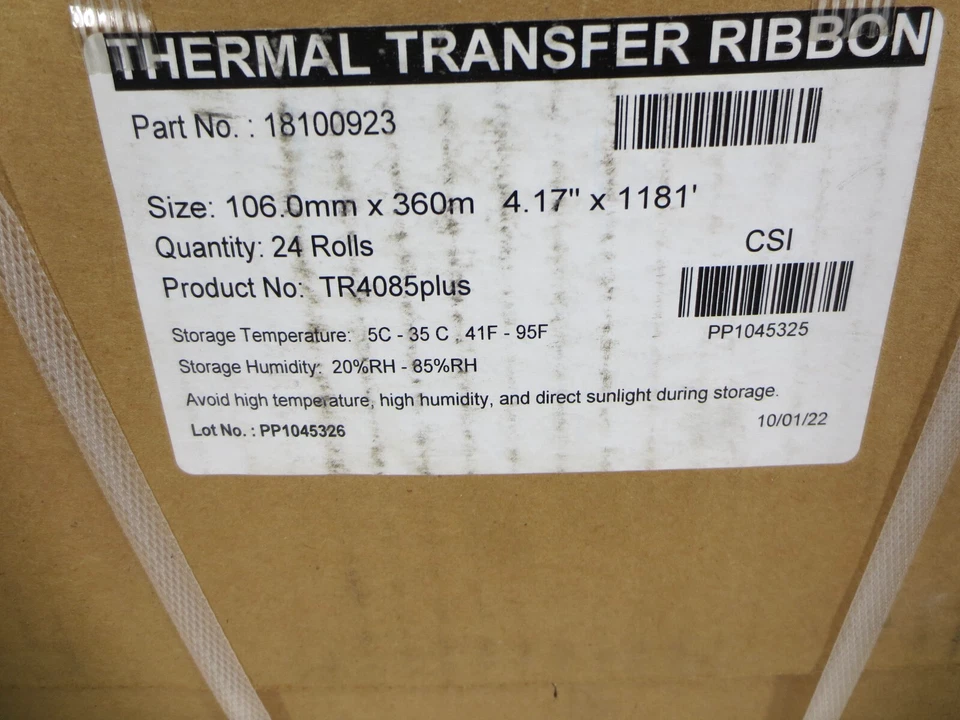 THERMAL TRANSFER RIBBON
Part No. : 18100923
Size: 106.0mm x 360m 4.17" x 1181'
Quantity: 24 Rolls
CSI
Product No: TR4085plus
PP1045325
Storage Temperature: 5C - 35 C , 41F - 95F
Storage Humidity: 20%RH - 85%RH
Avoid high temperature, high humidity, and direct sunlight during storage.
Lot No. : PP1045326
10/01/22